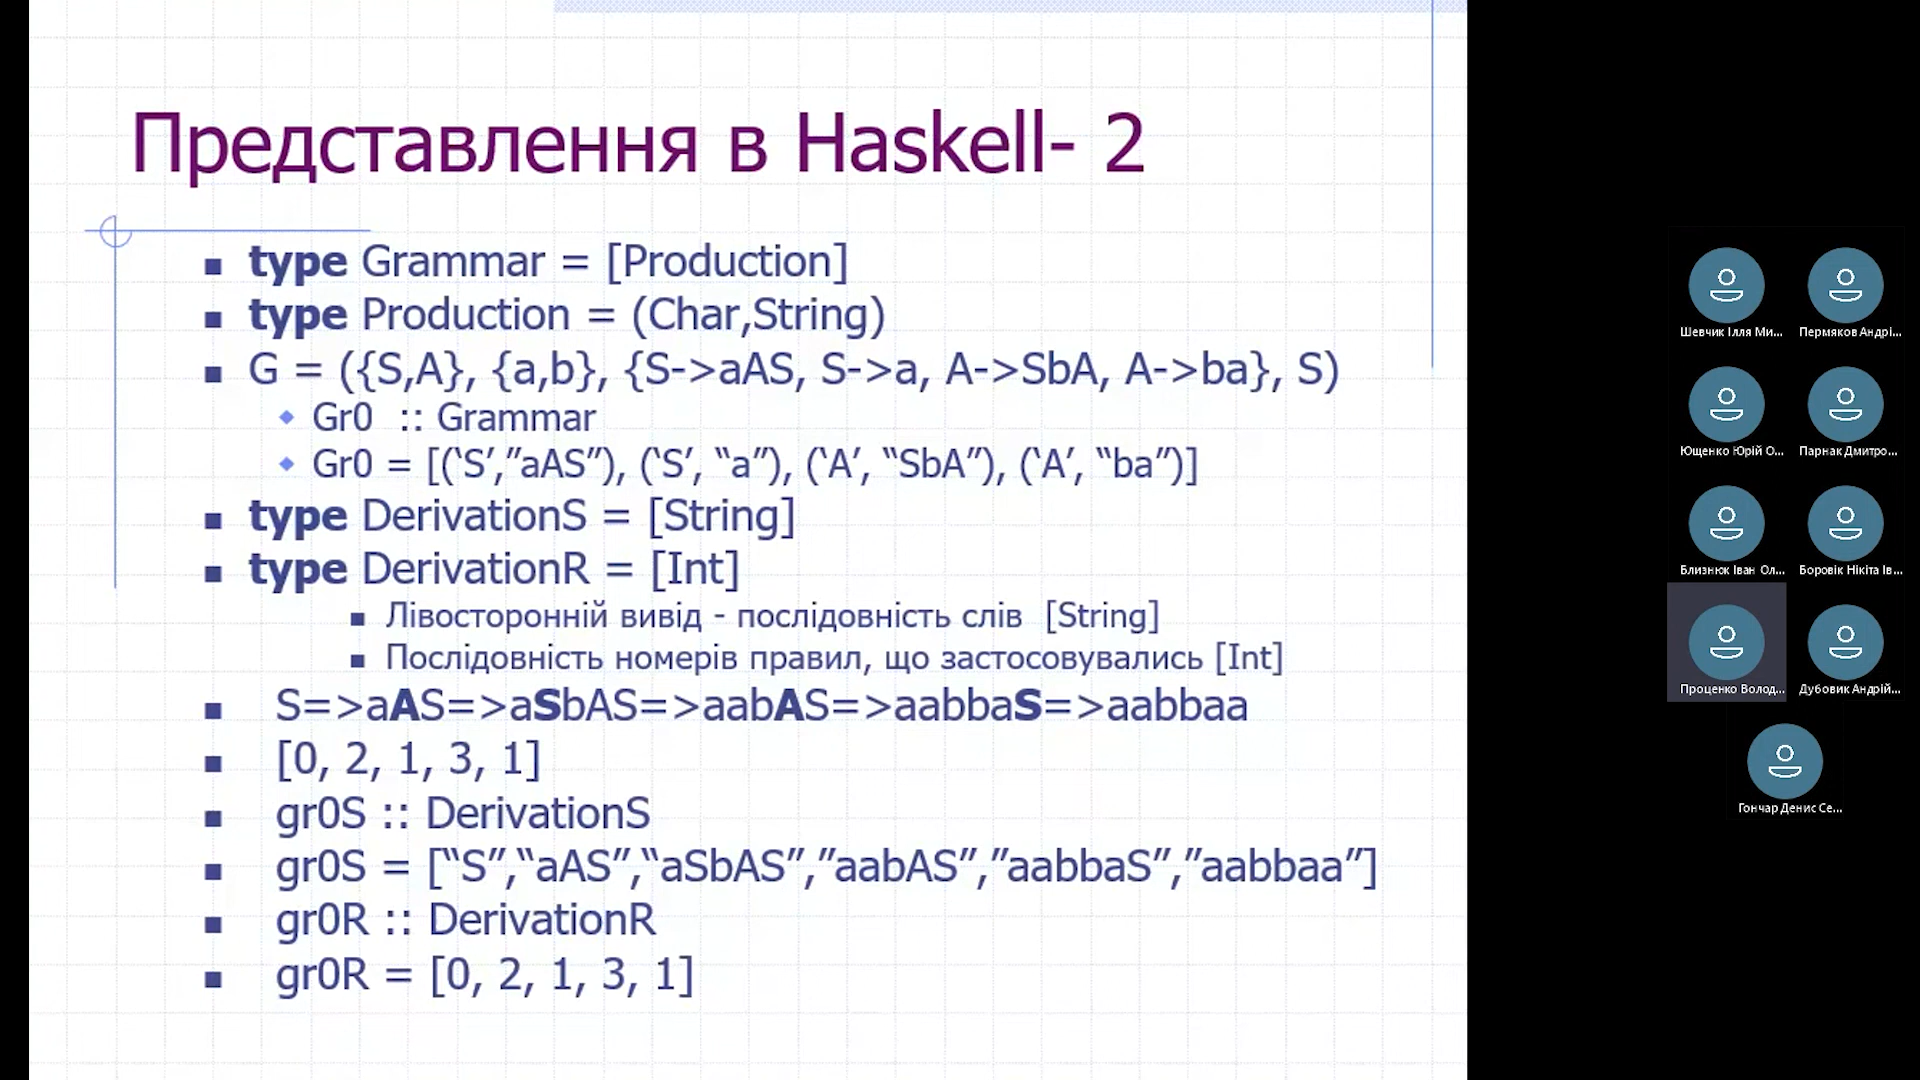 Представлення в Haskell- 2
type Grammar = [Production]
type Production = (Char,String)
G = ({S,A}, {a,b}, {S->aAS, S->a, A->SbA, A->ba}, S)
Gr0 :: Grammar
Gr0 = [(‘S’,”aAS”), (‘S’, “a”), (‘A’, “SbA”), (‘A’, “ba”)]
type DerivationS = [String]
type DerivationR = [Int]
Лівосторонній вивід - послідовність слів [String]
Послідовність номерів правил, що застосовувались [Int]
S=>aAS=>aSbAS=>aabAS=>aabbaS=>aabbaa
[0, 2, 1, 3, 1]
gr0S :: DerivationS
gr0S = [“S”,“aAS”,“aSbAS”,”aabAS”,”aabbaS”,”aabbaa”]
gr0R :: DerivationR
gr0R = [0, 2, 1, 3, 1]
Шевчик Ілля Ми... Пермяков Андрі...
Ющенко Юрій О... Парнак Дмитро...
Близнюк Іван Ол... Боровік Нікіта Ів...
Проценко Волод... Дубовик Андрій...
Гончар Денис Се...